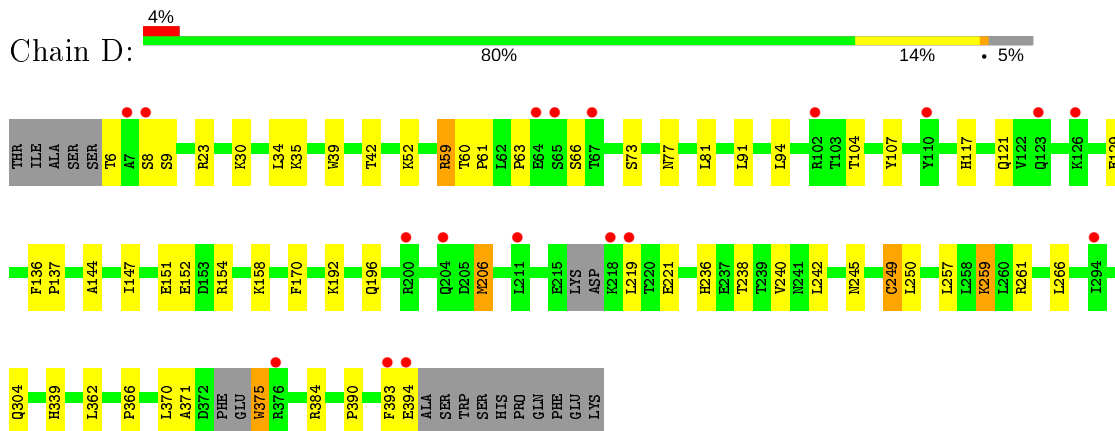 4%
Chain D:
80% 14% • 5%
THR ILE ALA SER SER T6 A7 S8 S9 R23 K30 L34 K35 W39 T42 K52 R59 T60 P61 L62 P63 E64 S65 S66 T67 S73 N77 L81 L91 L94 R102 T103 T104 Y107 Y110 H117 Q121 V122 Q123 K126
F136 P137 A144 I147 E151 E152 D153 R154 K158 F170 K192 Q196 R200 Q204 D205 M206 L211 E215 LYS ASP K218 L219 T220 E221 H236 E237 T238 T239 V240 N241 L242 N245 C249 L250 L257 L258 K259 L260 R261 L266 I294
Q304 H339 L362 P366 L370 A371 D372 PHE GLU W375 R376 R384 P390 F393 E394 ALA SER TRP SER HIS PRO GLN PHE GLU LYS